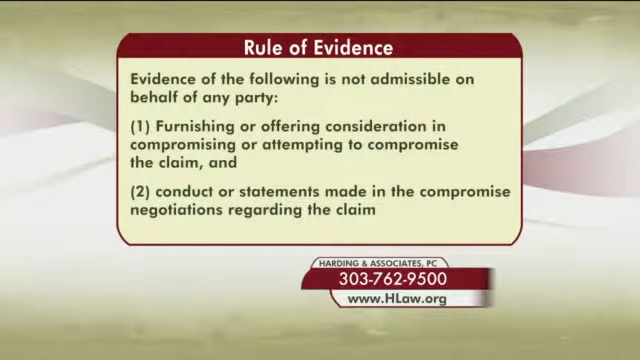 Rule of Evidence
Evidence of the following is not admissible on
behalf of any party:
(1) Furnishing or offering consideration in
compromising or attempting to compromise
the claim, and
(2) conduct or statements made in the compromise
negotiations regarding the claim
HARDING & ASSOCIATES, PC
303-762-9500
www.HLaw.org